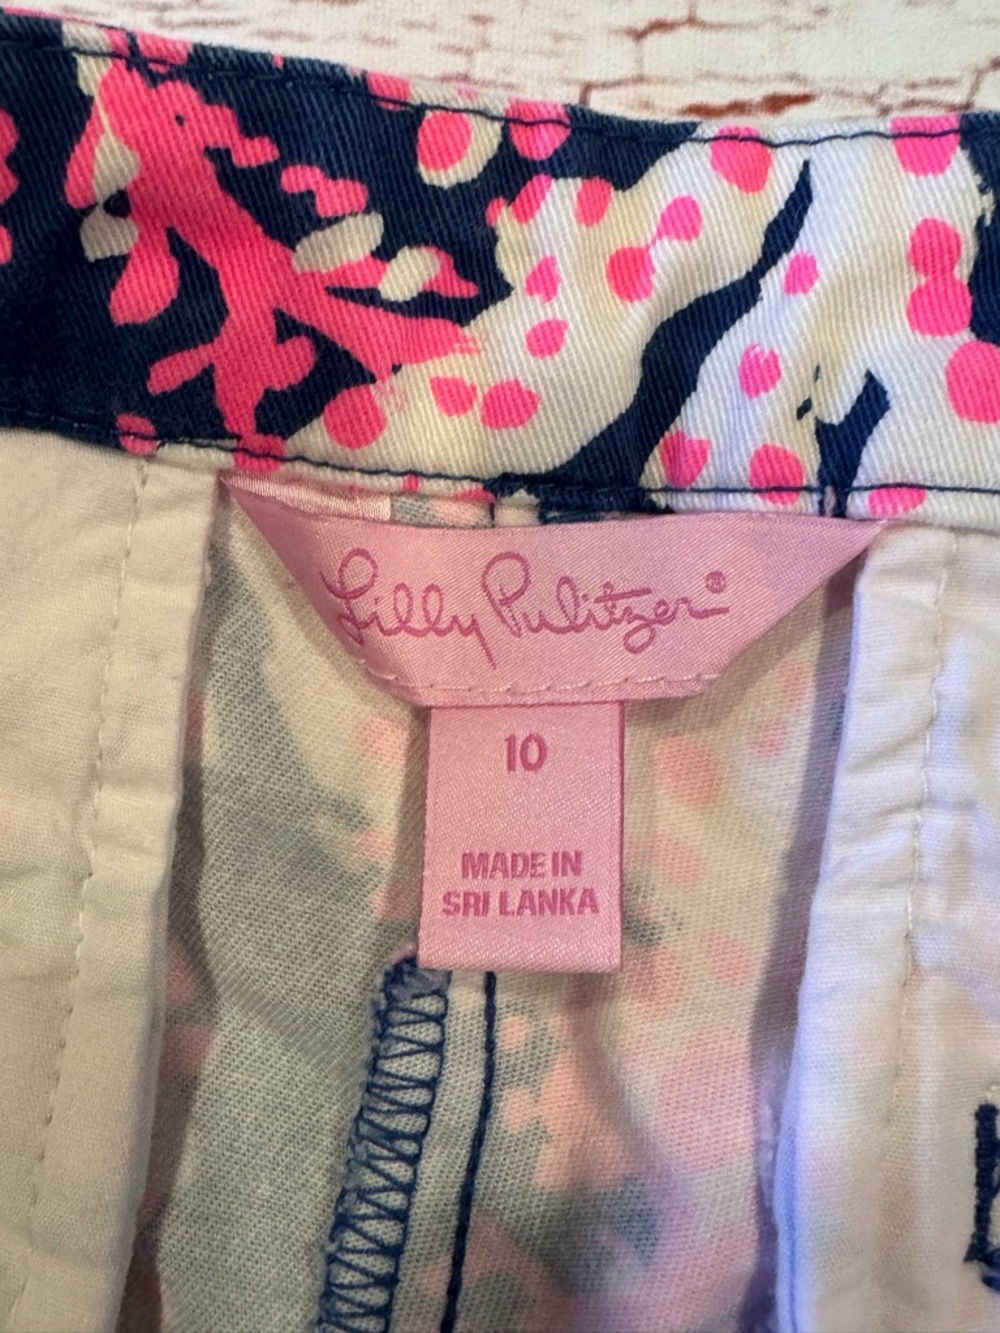 Lilly Pulitzer®
10
MADE IN
SRI LANKA